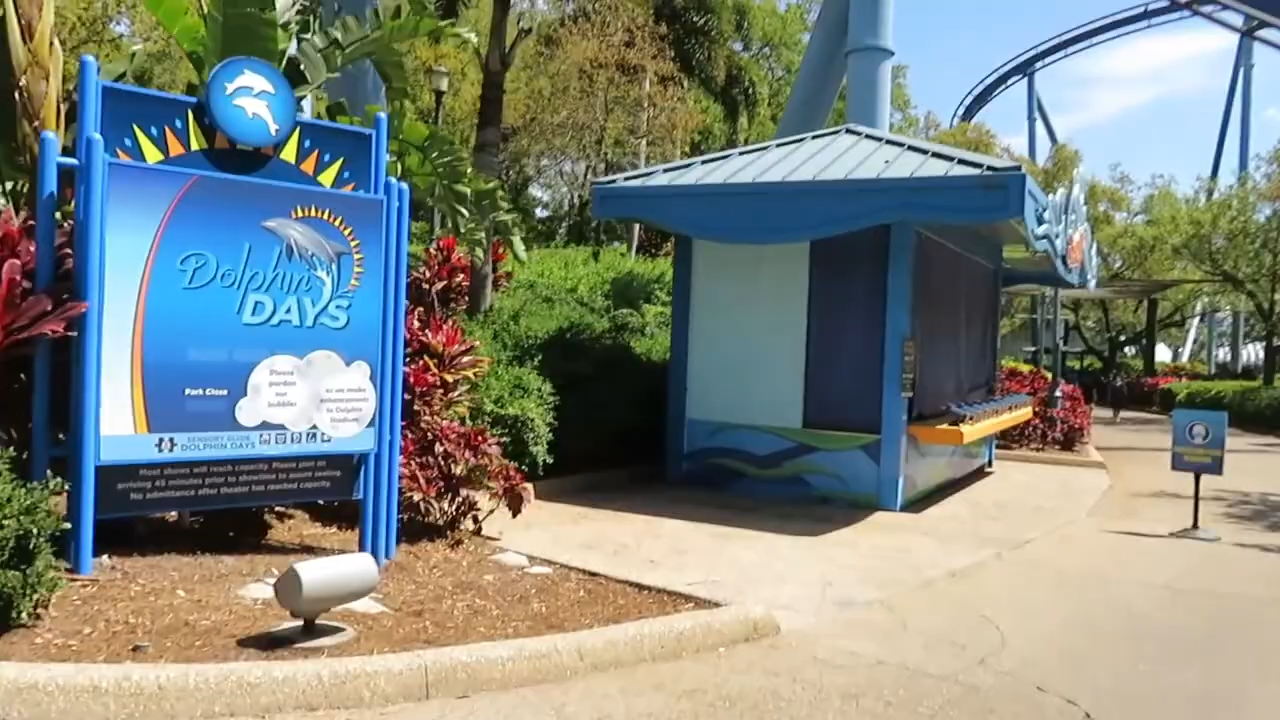 Dolphin
DAYS
Park Close
Please
pardon
our
bubbles
as we make
enhancements
to Dolphin
Stadium.
SENSORY GUIDE
DOLPHIN DAYS
Most shows will reach capacity. Please plan on
arriving 45 minutes prior to showtime to assure seating.
No admittance after theater has reached capacity.